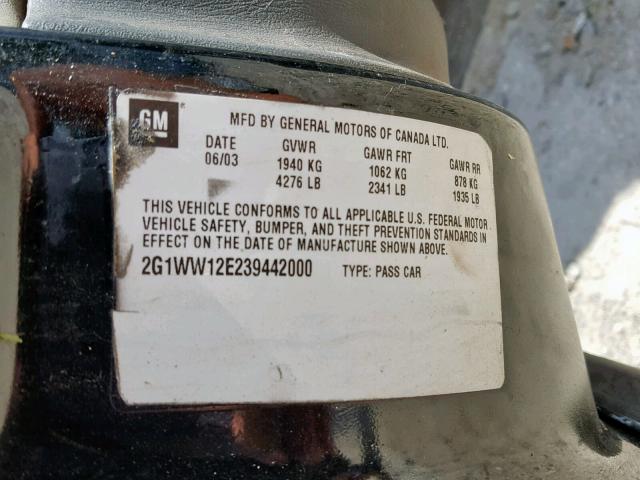 GM
MFD BY GENERAL MOTORS OF CANADA LTD.
DATE GVWR GAWR FRT GAWR RR
06/03 1940 KG 1062 KG 878 KG
4276 LB 2341 LB 1935 LB
THIS VEHICLE CONFORMS TO ALL APPLICABLE U.S. FEDERAL MOTOR
VEHICLE SAFETY, BUMPER, AND THEFT PREVENTION STANDARDS IN
EFFECT ON THE DATE OF MANUFACTURE SHOWN ABOVE.
2G1WW12E239442000 TYPE: PASS CAR